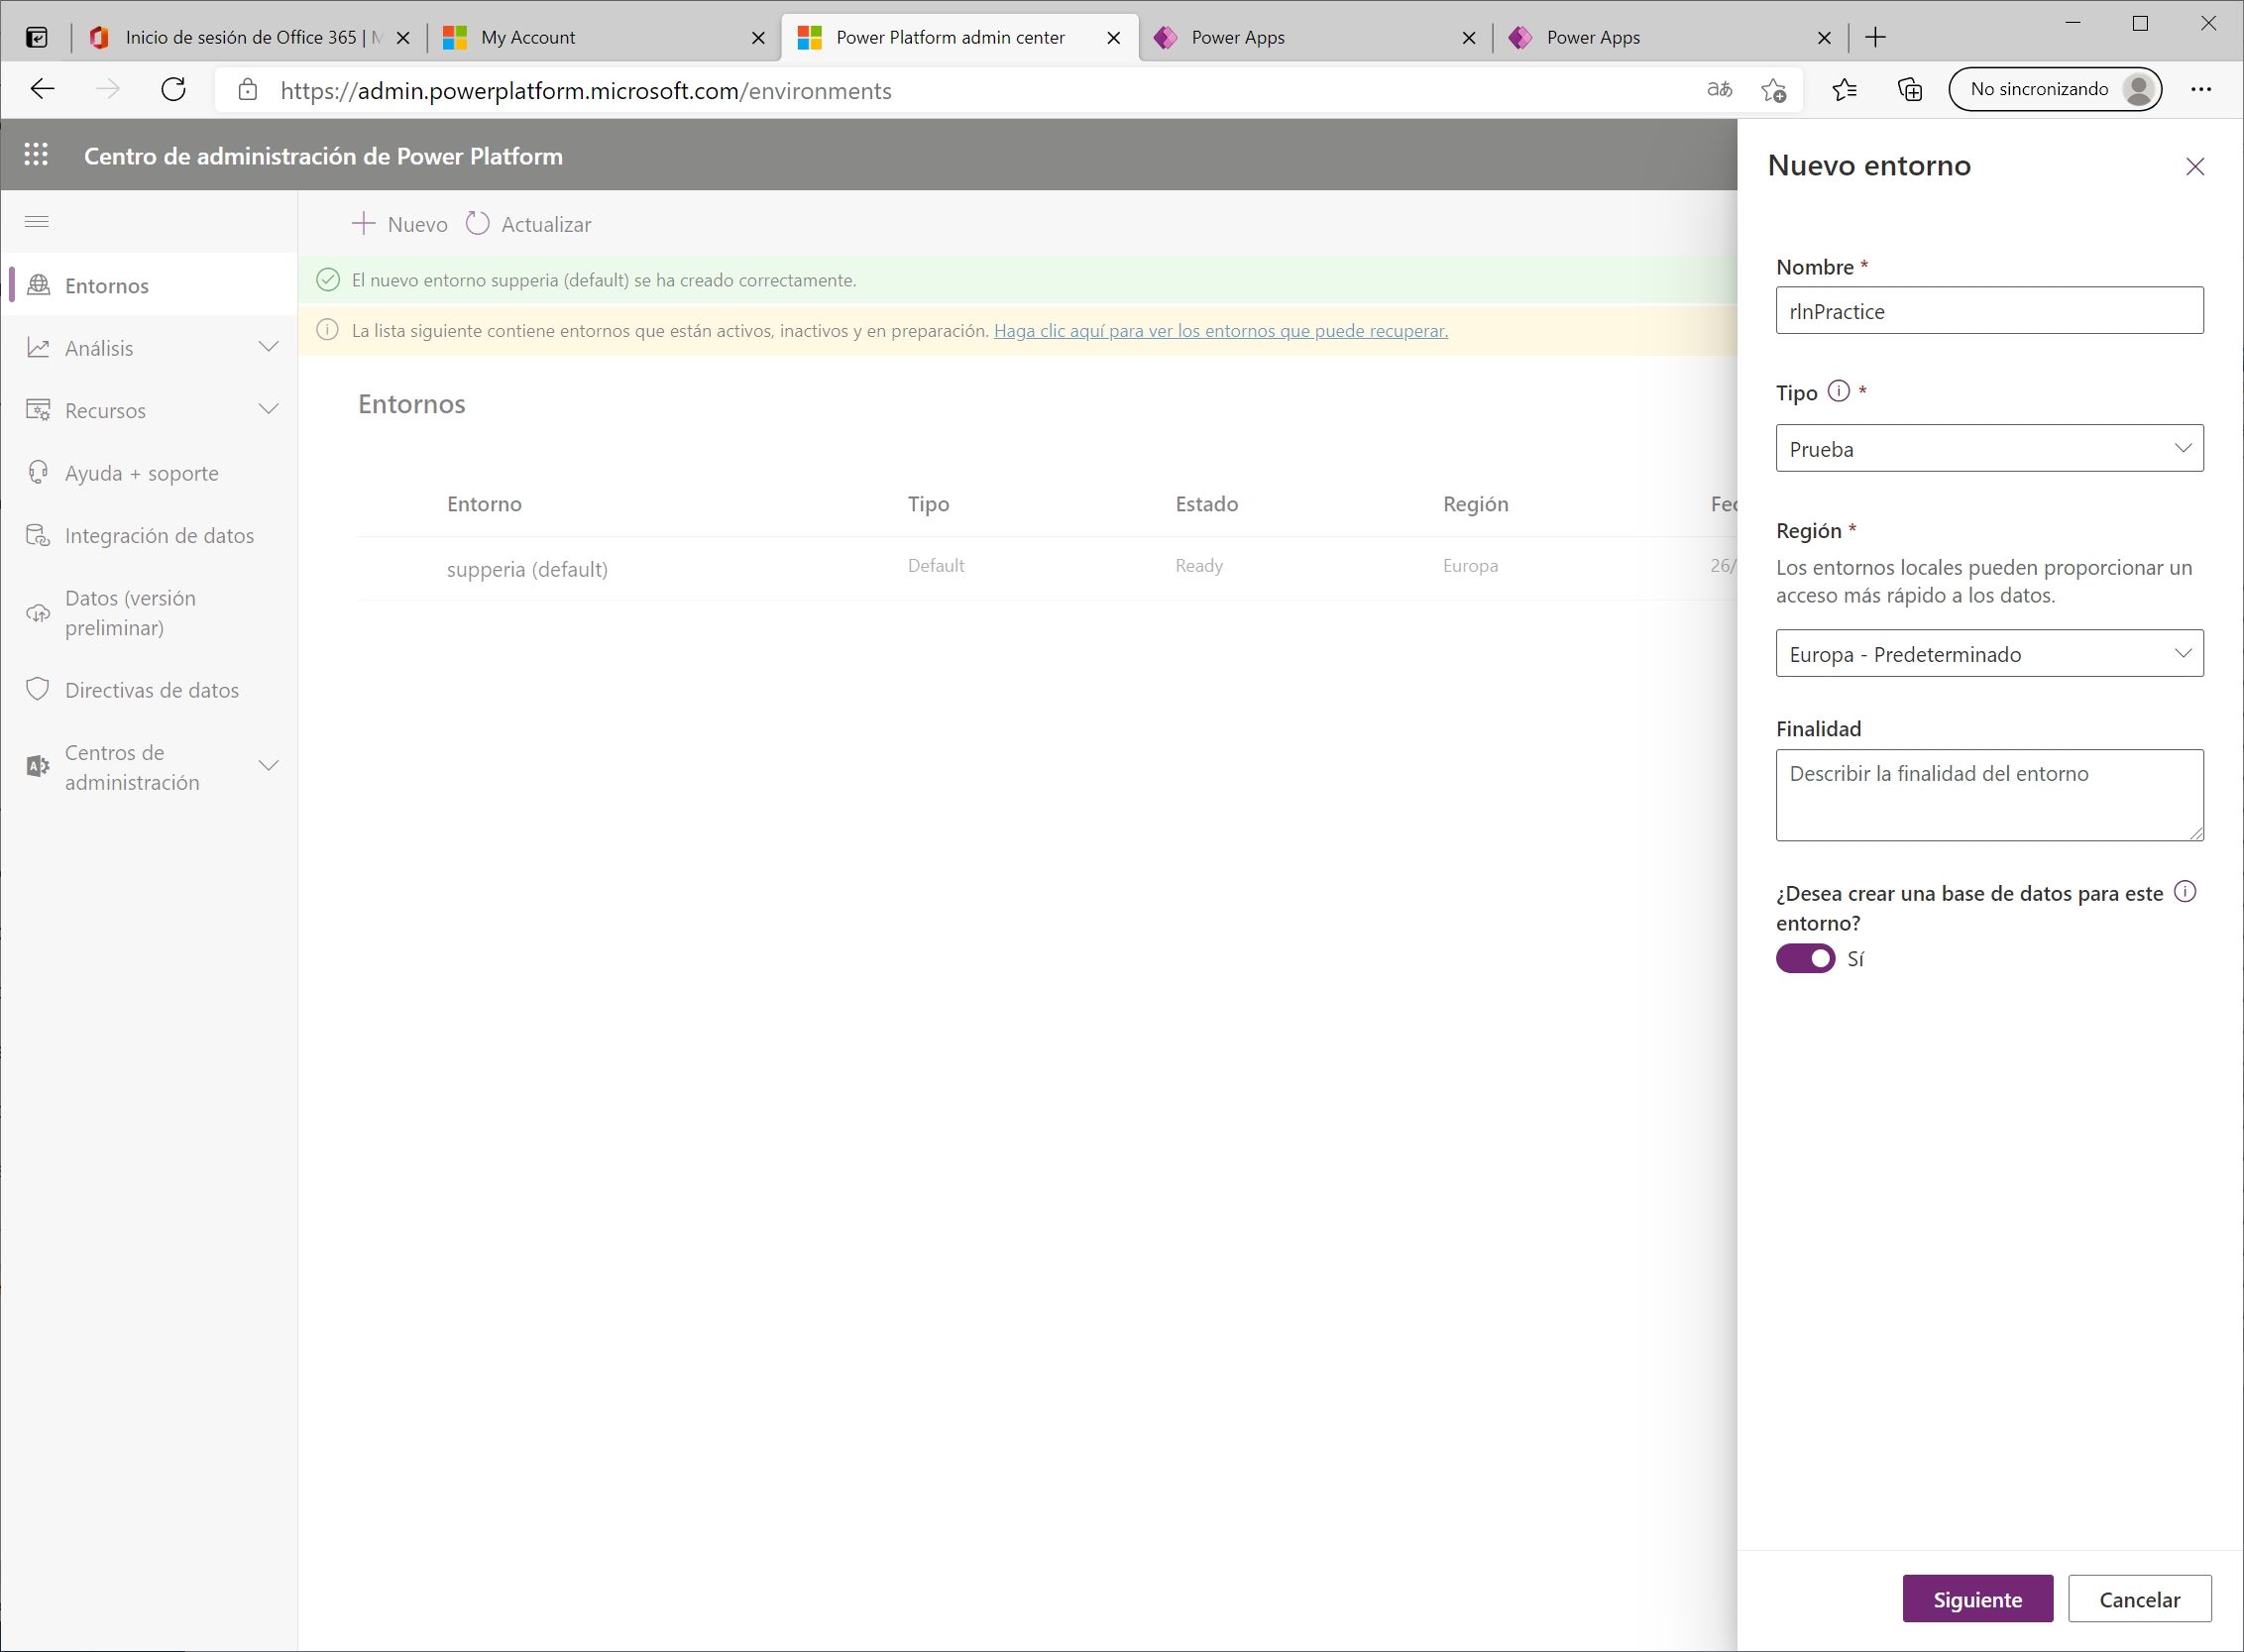 Inicio de sesión de Office 365 |
My Account
Power Platform admin center
Power Apps
Power Apps
https://admin.powerplatform.microsoft.com/environments
aあ
No sincronizando
Centro de administración de Power Platform
Nuevo
Actualizar
El nuevo entorno supperia (default) se ha creado correctamente.
La lista siguiente contiene entornos que están activos, inactivos y en preparación. Haga clic aquí para ver los entornos que puede recuperar.
Entornos
Análisis
Recursos
Ayuda + soporte
Integración de datos
Datos (versión
preliminar)
Directivas de datos
Centros de
administración
Entornos
Entorno Tipo Estado Región Fec
supperia (default) Default Ready Europa 26/
Nuevo entorno
Nombre *
rlnPractice
Tipo *
Prueba
Región *
Los entornos locales pueden proporcionar un
acceso más rápido a los datos.
Europa - Predeterminado
Finalidad
Describir la finalidad del entorno
¿Desea crear una base de datos para este
entorno?
Sí
Siguiente
Cancelar